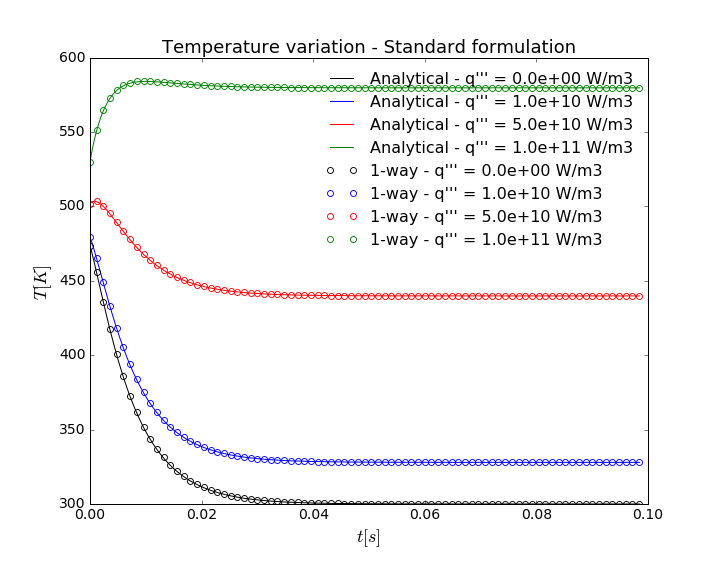 Temperature variation - Standard formulation
600
550
500
450
400
350
300
T[K]
Analytical - q''' = 0.0e+00 W/m3
Analytical - q''' = 1.0e+10 W/m3
Analytical - q''' = 5.0e+10 W/m3
Analytical - q''' = 1.0e+11 W/m3
1-way - q''' = 0.0e+00 W/m3
1-way - q''' = 1.0e+10 W/m3
1-way - q''' = 5.0e+10 W/m3
1-way - q''' = 1.0e+11 W/m3
0.00 0.02 0.04 0.06 0.08 0.10
t[s]